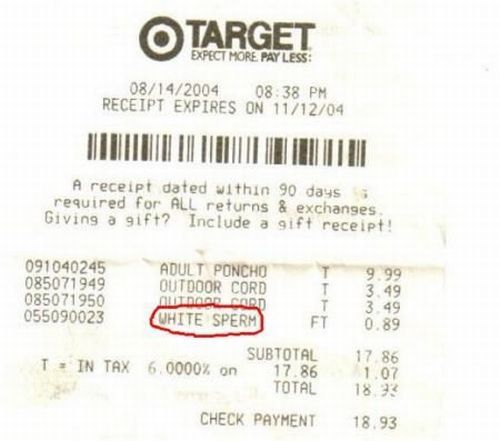 TARGET
EXPECT MORE. PAY LESS:
08/14/2004 08:38 PM
RECEIPT EXPIRES ON 11/12/04
A receipt dated within 90 days is
required for ALL returns & exchanges.
Giving a gift? Include a gift receipt!
091040245 ADULT PONCHO T 9.99
085071949 OUTDOOR CORD T 3.49
085071950 OUTDOOR CORD T 3.49
055090023 WHITE SPERM FT 0.89
SUBTOTAL 17.86
T = IN TAX 6.0000% on 17.86 1.07
TOTAL 18.93
CHECK PAYMENT 18.93